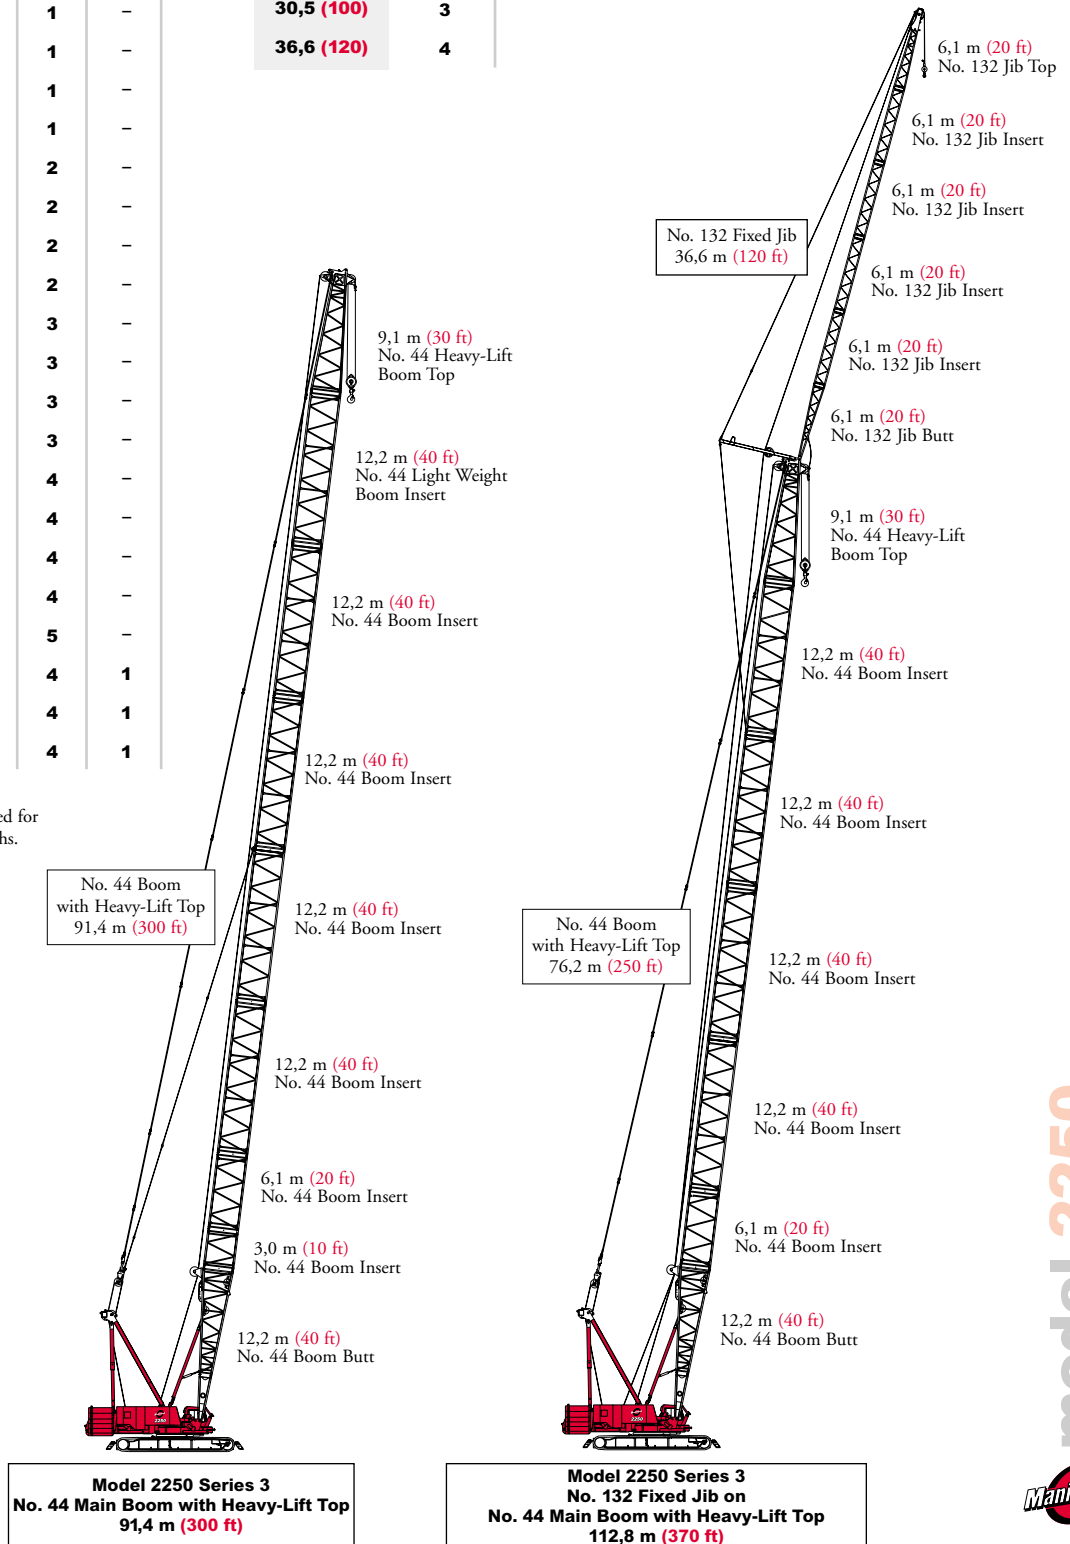 1 – 30,5 (100) 3
1 – 36,6 (120) 4
1 –
1 –
2 –
2 –
2 –
2 –
3 –
3 –
3 –
3 –
4 –
4 –
4 –
4 –
5 –
4 1
4 1
4 1
ed for
hs.
9,1 m (30 ft)
No. 44 Heavy-Lift
Boom Top
12,2 m (40 ft)
No. 44 Light Weight
Boom Insert
12,2 m (40 ft)
No. 44 Boom Insert
12,2 m (40 ft)
No. 44 Boom Insert
No. 44 Boom
with Heavy-Lift Top
91,4 m (300 ft)
12,2 m (40 ft)
No. 44 Boom Insert
12,2 m (40 ft)
No. 44 Boom Insert
6,1 m (20 ft)
No. 44 Boom Insert
3,0 m (10 ft)
No. 44 Boom Insert
12,2 m (40 ft)
No. 44 Boom Butt
2250
Model 2250 Series 3
No. 44 Main Boom with Heavy-Lift Top
91,4 m (300 ft)
6,1 m (20 ft)
No. 132 Jib Top
6,1 m (20 ft)
No. 132 Jib Insert
6,1 m (20 ft)
No. 132 Jib Insert
No. 132 Fixed Jib
36,6 m (120 ft)
6,1 m (20 ft)
No. 132 Jib Insert
6,1 m (20 ft)
No. 132 Jib Insert
6,1 m (20 ft)
No. 132 Jib Butt
9,1 m (30 ft)
No. 44 Heavy-Lift
Boom Top
12,2 m (40 ft)
No. 44 Boom Insert
12,2 m (40 ft)
No. 44 Boom Insert
No. 44 Boom
with Heavy-Lift Top
76,2 m (250 ft)
12,2 m (40 ft)
No. 44 Boom Insert
12,2 m (40 ft)
No. 44 Boom Insert
6,1 m (20 ft)
No. 44 Boom Insert
12,2 m (40 ft)
No. 44 Boom Butt
2250
Model 2250 Series 3
No. 132 Fixed Jib on
No. 44 Main Boom with Heavy-Lift Top
112,8 m (370 ft)
model 2250
Mani